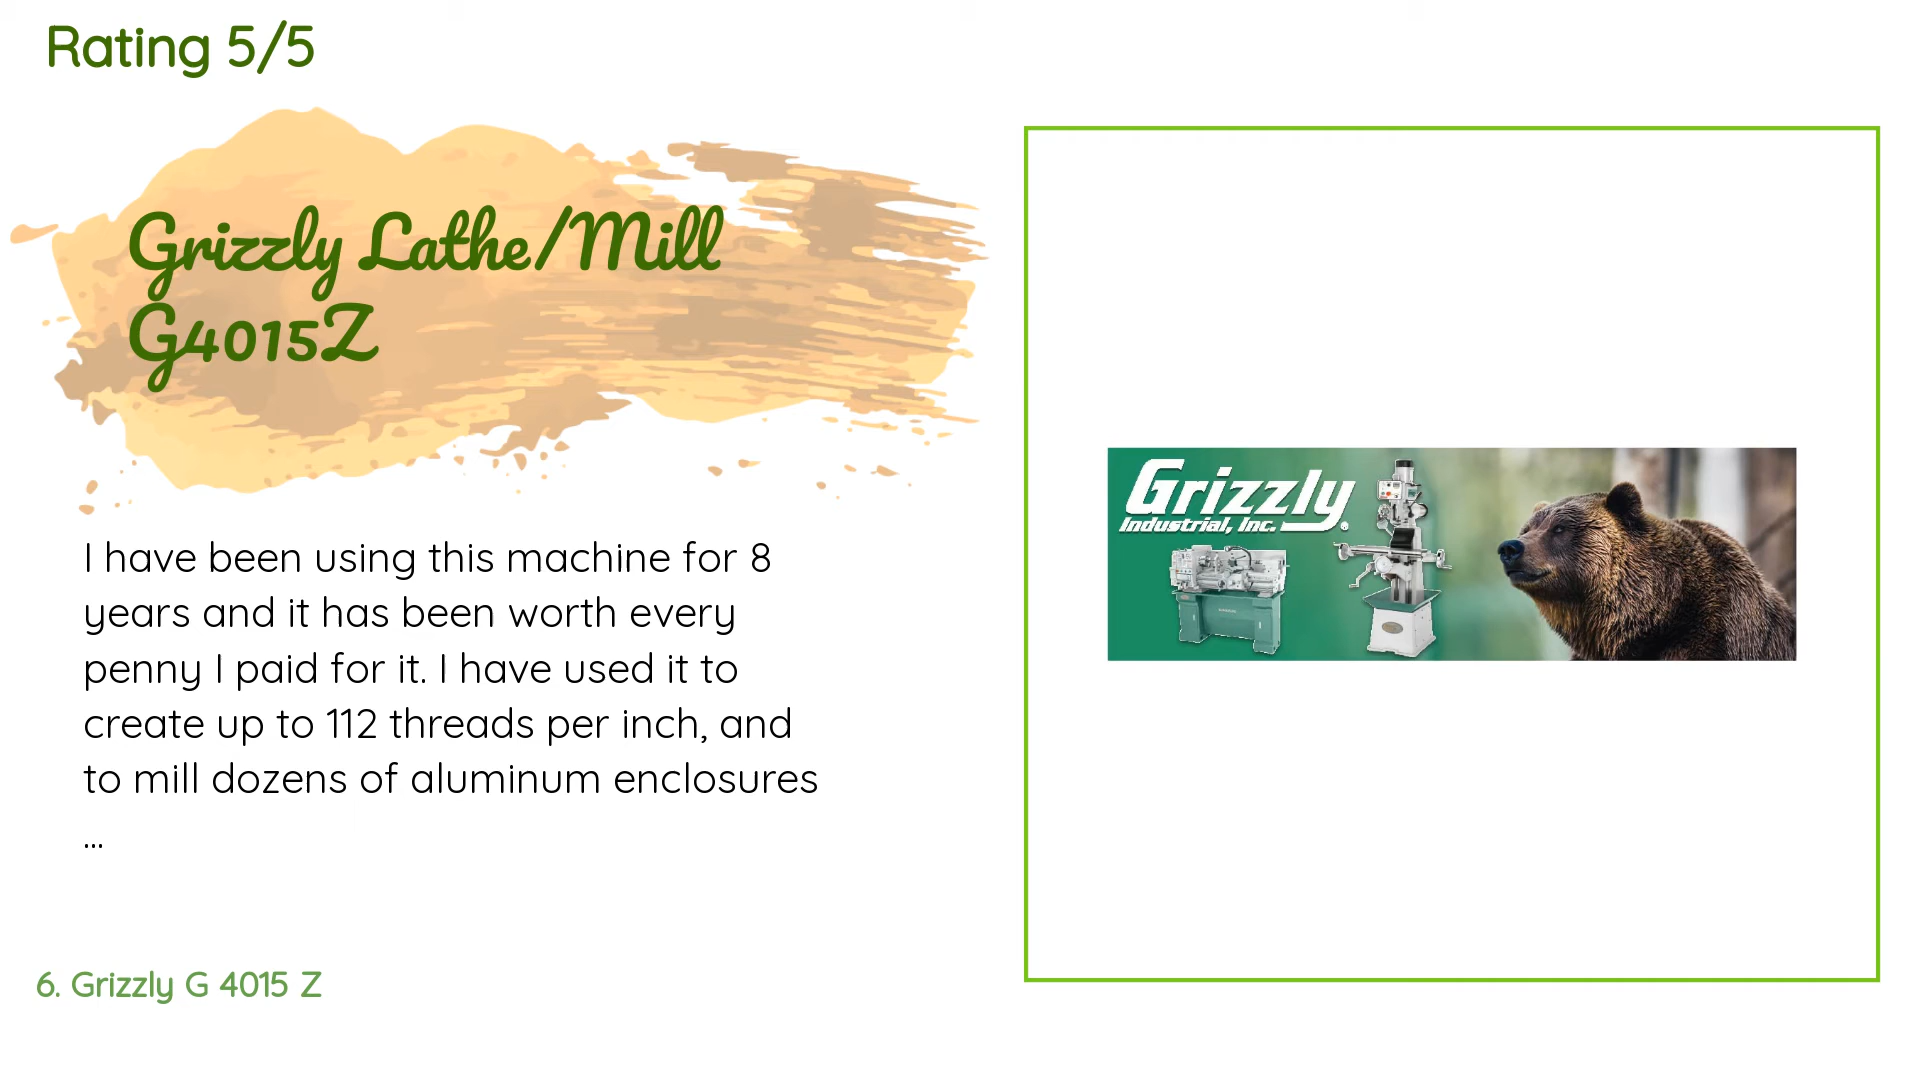 Rating 5/5
Grizzly Lathe/Mill
G4015Z
I have been using this machine for 8
years and it has been worth every
penny I paid for it. I have used it to
create up to 112 threads per inch, and
to mill dozens of aluminum enclosures
...
6. Grizzly G 4015 Z
Grizzly
Industrial, Inc.®